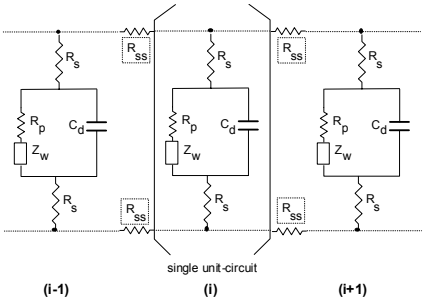 R_s R_ss R_s R_ss R_s
R_p C_d R_p C_d R_p C_d
Z_w Z_w Z_w
R_s R_ss R_s R_ss R_s
single unit-circuit
(i-1) (i) (i+1)